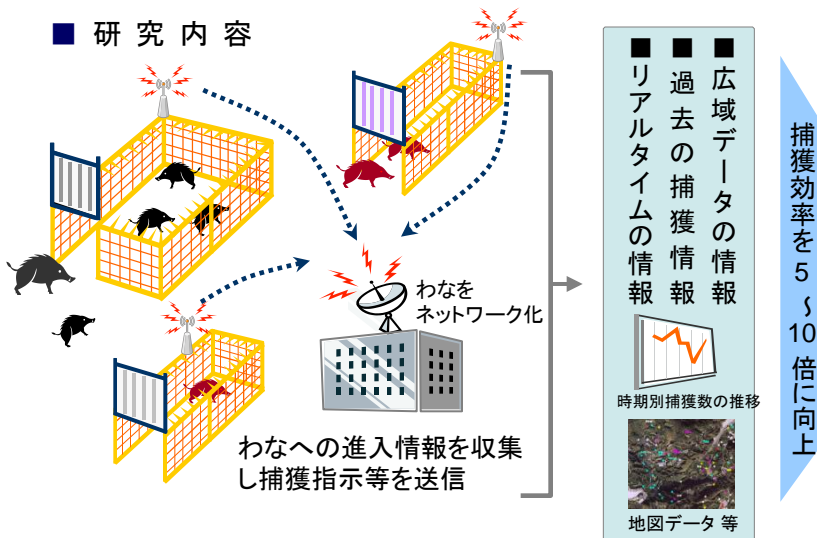 ■ 研究内容
わなを
ネットワーク化
わなへの進入情報を収集
し捕獲指示等を送信
■広域データの情報
■過去の捕獲情報
■リアルタイムの情報
時期別捕獲数の推移
地図データ 等
捕獲効率を5～10倍に向上